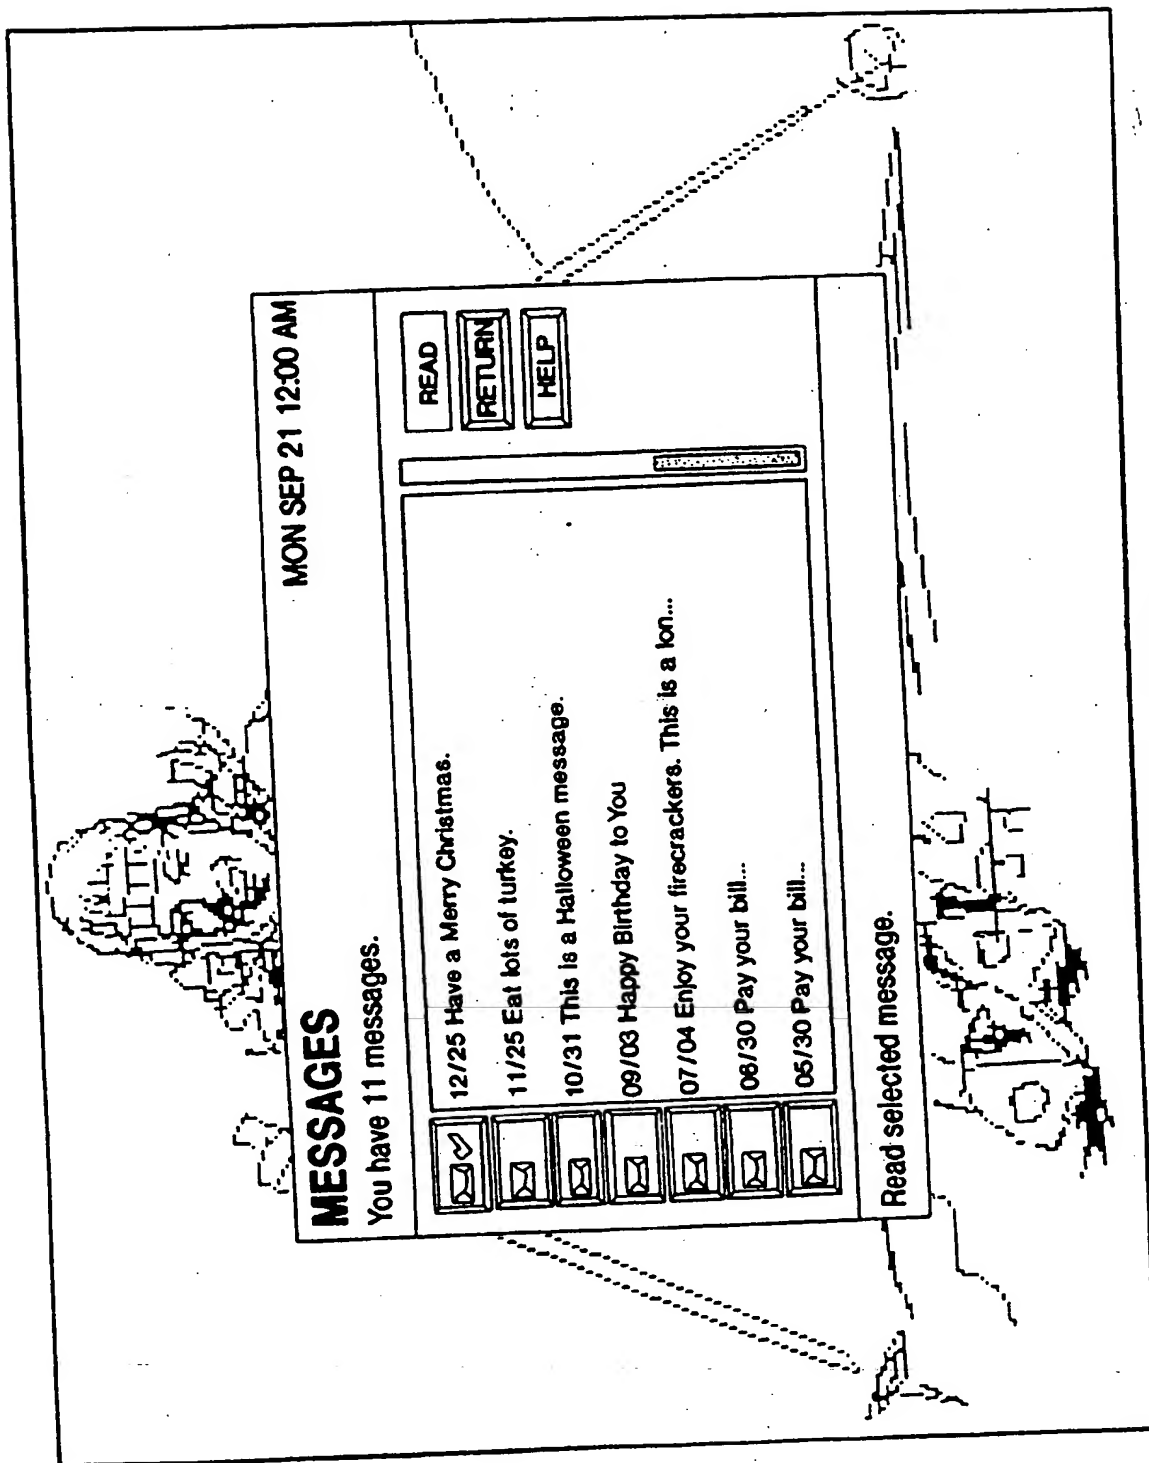 MESSAGES MON SEP 21 12:00 AM
You have 11 messages.
12/25 Have a Merry Christmas.
11/25 Eat lots of turkey.
10/31 This is a Halloween message.
09/03 Happy Birthday to You
07/04 Enjoy your firecrackers. This is a lon...
06/30 Pay your bill...
05/30 Pay your bill...
READ
RETURN
HELP
Read selected message.